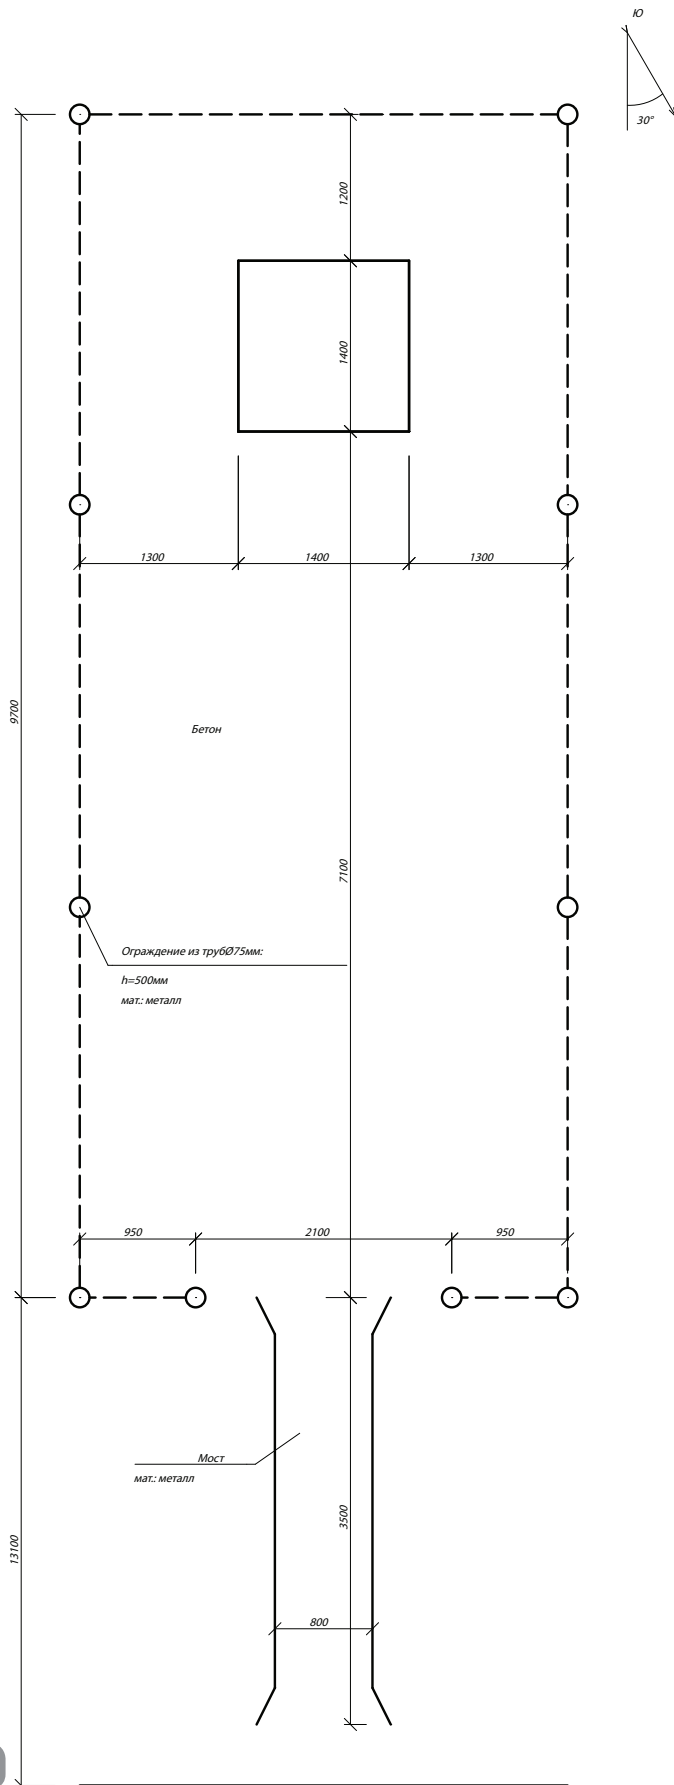 Ю
30°
1200
1400
1300
1400
1300
9700
Бетон
7100
Ограждение из трубØ75мм:
h=500мм
мат.: металл
950
2100
950
Мост
мат.: металл
3500
13100
800